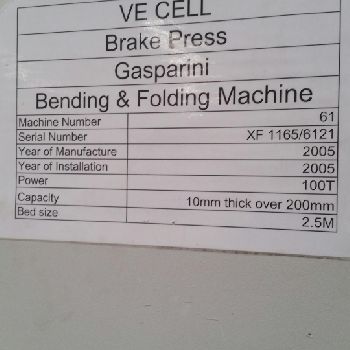 VE CELL
Brake Press
Gasparini
Bending & Folding Machine
Machine Number 61
Serial Number XF 1165/6121
Year of Manufacture 2005
Year of Installation 2005
Power 100T
Capacity 10mm thick over 200mm
Bed size 2.5M